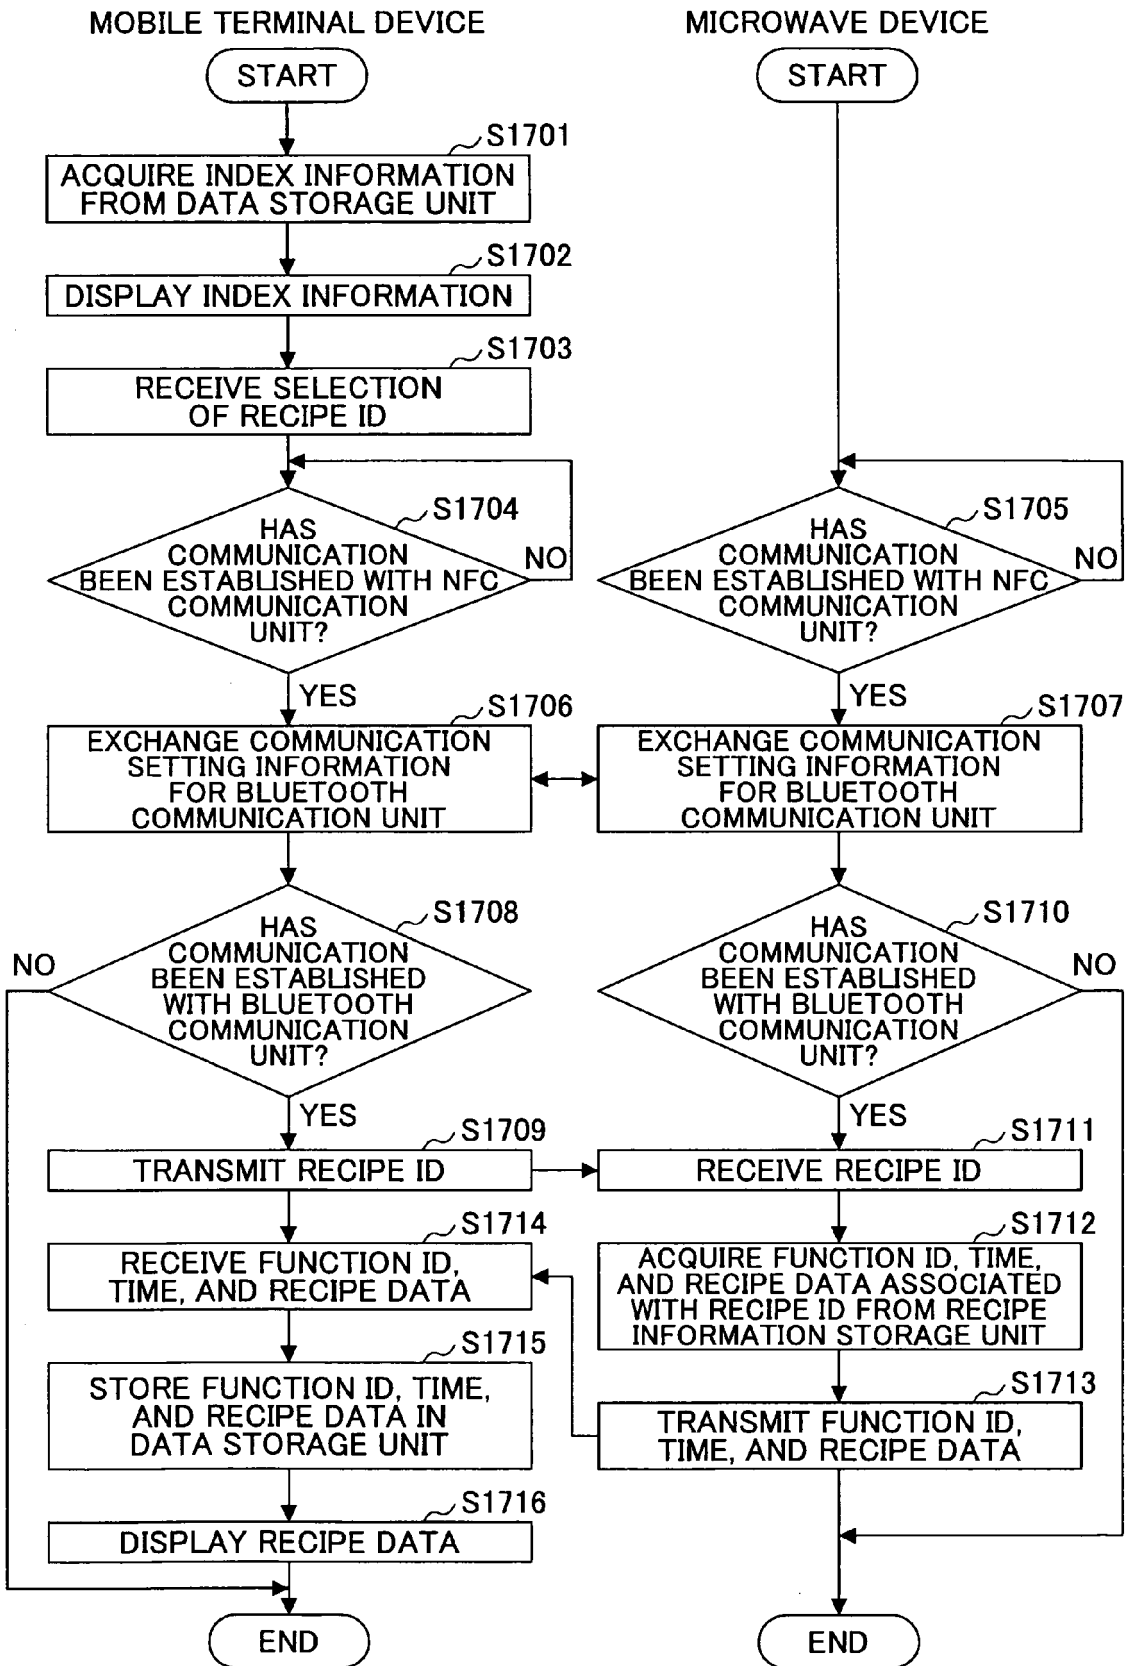 MOBILE TERMINAL DEVICE
MICROWAVE DEVICE
START
START
S1701
ACQUIRE INDEX INFORMATION
FROM DATA STORAGE UNIT
S1702
DISPLAY INDEX INFORMATION
S1703
RECEIVE SELECTION
OF RECIPE ID
S1704
HAS
COMMUNICATION
BEEN ESTABLISHED WITH NFC
COMMUNICATION
UNIT?
NO
YES
S1705
HAS
COMMUNICATION
BEEN ESTABLISHED WITH NFC
COMMUNICATION
UNIT?
NO
YES
S1706
EXCHANGE COMMUNICATION
SETTING INFORMATION
FOR BLUETOOTH
COMMUNICATION UNIT
S1707
EXCHANGE COMMUNICATION
SETTING INFORMATION
FOR BLUETOOTH
COMMUNICATION UNIT
S1708
HAS
COMMUNICATION
BEEN ESTABLISHED
WITH BLUETOOTH
COMMUNICATION
UNIT?
NO
YES
S1710
HAS
COMMUNICATION
BEEN ESTABLISHED
WITH BLUETOOTH
COMMUNICATION
UNIT?
NO
YES
S1709
TRANSMIT RECIPE ID
S1711
RECEIVE RECIPE ID
S1714
RECEIVE FUNCTION ID,
TIME, AND RECIPE DATA
S1712
ACQUIRE FUNCTION ID, TIME,
AND RECIPE DATA ASSOCIATED
WITH RECIPE ID FROM RECIPE
INFORMATION STORAGE UNIT
S1715
STORE FUNCTION ID, TIME,
AND RECIPE DATA IN
DATA STORAGE UNIT
S1713
TRANSMIT FUNCTION ID,
TIME, AND RECIPE DATA
S1716
DISPLAY RECIPE DATA
END
END